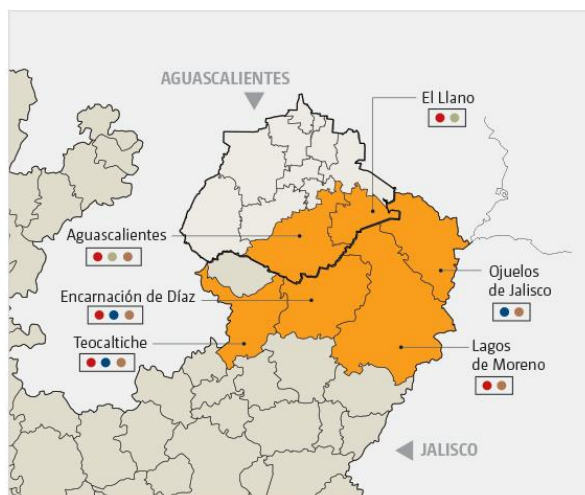 AGUASCALIENTES
El Llano
Aguascalientes
Encarnación de Díaz
Teocaltiche
Ojuelos
de Jalisco
Lagos
de Moreno
JALISCO